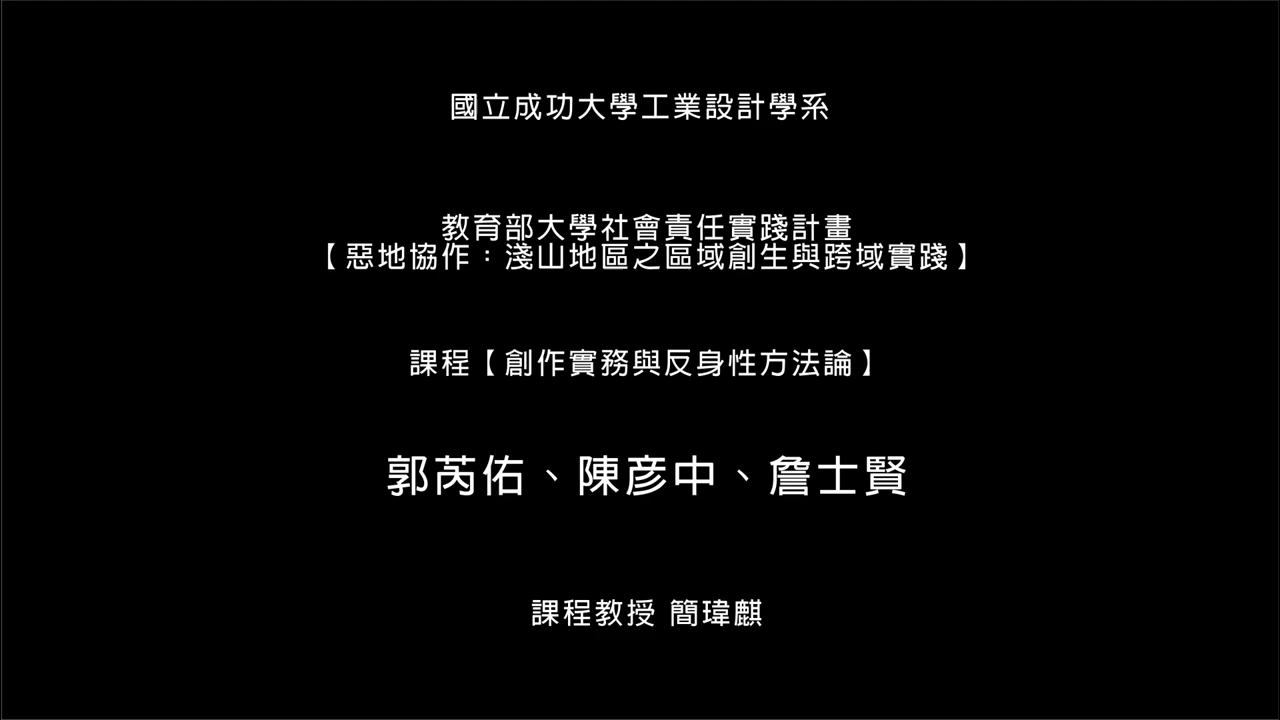 國立成功大學工業設計學系
教育部大學社會責任實踐計畫
【惡地協作：淺山地區之區域創生與跨域實踐】
課程【創作實務與反身性方法論】
郭芮佑、陳彦中、詹士賢
課程教授 簡瑋麒